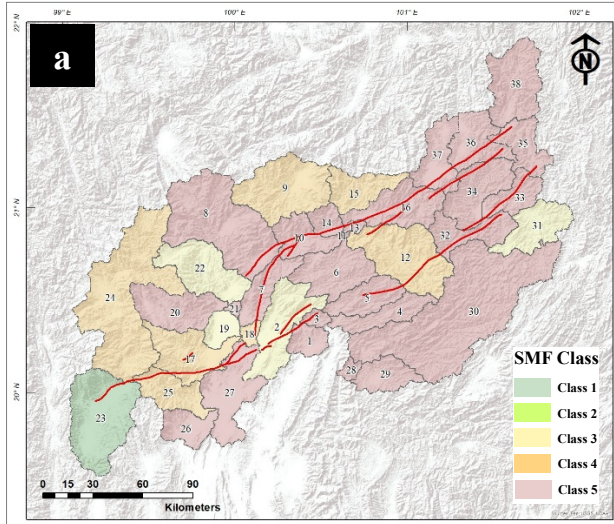 99°E
100°E
101°E
102°E
22°N
a
N
38
37
36
35
21°N
9
15
34
33
8
16
14
13
11
10
32
31
12
22
6
7
24
5
20
21
4
30
19
2
3
18
1
17
28
29
20°N
27
25
23
26
SMF Class
Class 1
Class 2
Class 3
Class 4
Class 5
0 15 30 60 90
Kilometers